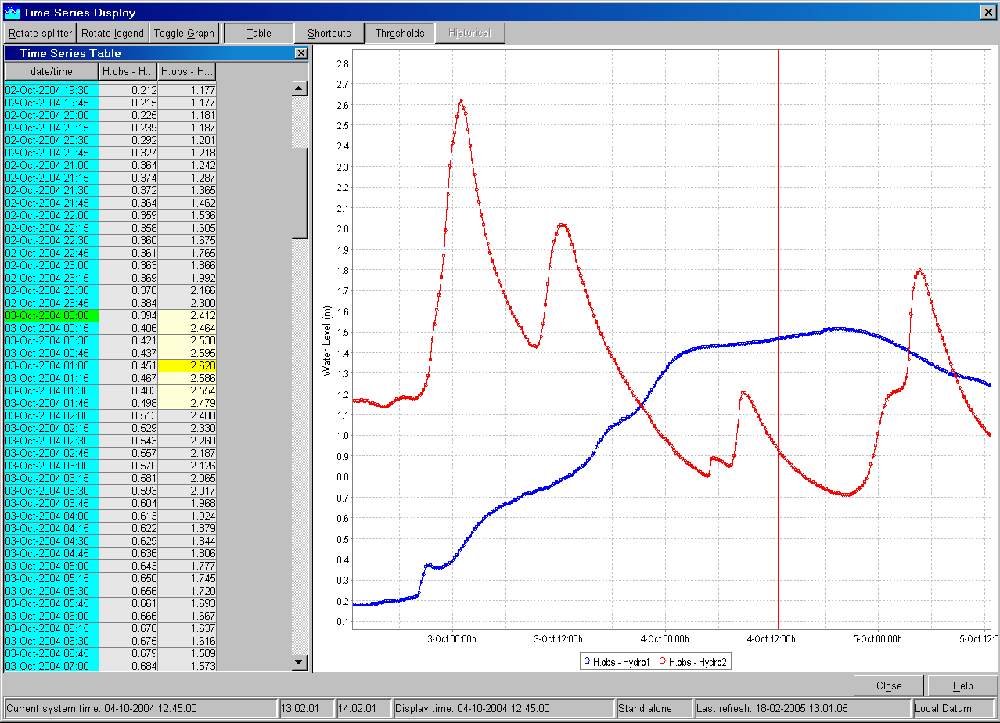 Time Series Display
Rotate splitter Rotate legend Toggle Graph Table Shortcuts Thresholds Historical
Time Series Table
date/time H.obs - H... H.obs - H...
02-Oct-2004 19:30 0.212 1.177
02-Oct-2004 19:45 0.215 1.177
02-Oct-2004 20:00 0.225 1.181
02-Oct-2004 20:15 0.239 1.187
02-Oct-2004 20:30 0.292 1.201
02-Oct-2004 20:45 0.327 1.218
02-Oct-2004 21:00 0.364 1.242
02-Oct-2004 21:15 0.374 1.287
02-Oct-2004 21:30 0.372 1.365
02-Oct-2004 21:45 0.364 1.462
02-Oct-2004 22:00 0.359 1.536
02-Oct-2004 22:15 0.358 1.605
02-Oct-2004 22:30 0.360 1.675
02-Oct-2004 22:45 0.361 1.765
02-Oct-2004 23:00 0.363 1.866
02-Oct-2004 23:15 0.369 1.992
02-Oct-2004 23:30 0.376 2.166
02-Oct-2004 23:45 0.384 2.300
03-Oct-2004 00:00 0.394 2.412
03-Oct-2004 00:15 0.406 2.464
03-Oct-2004 00:30 0.421 2.538
03-Oct-2004 00:45 0.437 2.595
03-Oct-2004 01:00 0.451 2.620
03-Oct-2004 01:15 0.467 2.586
03-Oct-2004 01:30 0.483 2.554
03-Oct-2004 01:45 0.498 2.479
03-Oct-2004 02:00 0.513 2.400
03-Oct-2004 02:15 0.529 2.330
03-Oct-2004 02:30 0.543 2.260
03-Oct-2004 02:45 0.557 2.187
03-Oct-2004 03:00 0.570 2.126
03-Oct-2004 03:15 0.581 2.065
03-Oct-2004 03:30 0.593 2.017
03-Oct-2004 03:45 0.604 1.968
03-Oct-2004 04:00 0.613 1.924
03-Oct-2004 04:15 0.622 1.879
03-Oct-2004 04:30 0.629 1.844
03-Oct-2004 04:45 0.636 1.806
03-Oct-2004 05:00 0.643 1.777
03-Oct-2004 05:15 0.650 1.745
03-Oct-2004 05:30 0.656 1.720
03-Oct-2004 05:45 0.661 1.693
03-Oct-2004 06:00 0.666 1.667
03-Oct-2004 06:15 0.670 1.637
03-Oct-2004 06:30 0.675 1.616
03-Oct-2004 06:45 0.679 1.589
03-Oct-2004 07:00 0.684 1.573
Water Level (m)
2.8
2.7
2.6
2.5
2.4
2.3
2.2
2.1
2.0
1.9
1.8
1.7
1.6
1.5
1.4
1.3
1.2
1.1
1.0
0.9
0.8
0.7
0.6
0.5
0.4
0.3
0.2
0.1
3-Oct 00:00h 3-Oct 12:00h 4-Oct 00:00h 4-Oct 12:00h 5-Oct 00:00h 5-Oct 12:0
H.obs - Hydro1 H.obs - Hydro2
Close Help
Current system time: 04-10-2004 12:45:00 13:02:01 14:02:01 Display time: 04-10-2004 12:45:00 Stand alone Last refresh: 18-02-2005 13:01:05 Local Datum